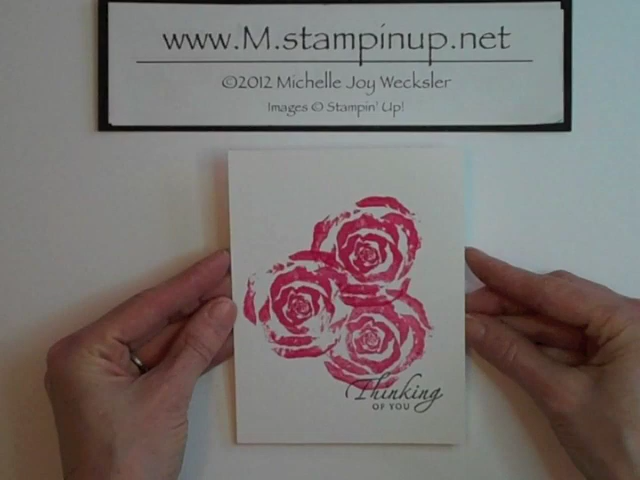 www.M.stampinup.net
©2012 Michelle Joy Wecksler
Images © Stampin' Up!
Thinking
OF YOU